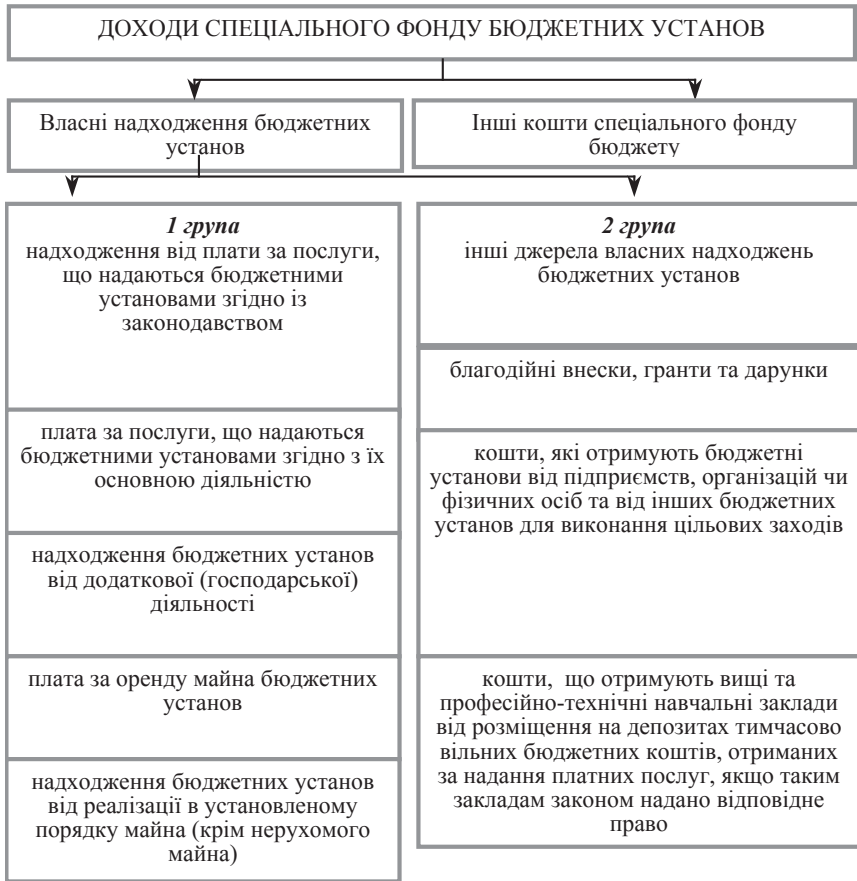 ДОХОДИ СПЕЦІАЛЬНОГО ФОНДУ БЮДЖЕТНИХ УСТАНОВ
Власні надходження бюджетних
установ
Інші кошти спеціального фонду
бюджету
1 група
надходження від плати за послуги,
що надаються бюджетними
установами згідно із
законодавством
плата за послуги, що надаються
бюджетними установами згідно з їх
основною діяльністю
надходження бюджетних установ
від додаткової (господарської)
діяльності
плата за оренду майна бюджетних
установ
надходження бюджетних установ
від реалізації в установленому
порядку майна (крім нерухомого
майна)
2 група
інші джерела власних надходжень
бюджетних установ
благодійні внески, гранти та дарунки
кошти, які отримують бюджетні
установи від підприємств, організацій чи
фізичних осіб та від інших бюджетних
установ для виконання цільових заходів
кошти, що отримують вищі та
професійно-технічні навчальні заклади
від розміщення на депозитах тимчасово
вільних бюджетних коштів, отриманих
за надання платних послуг, якщо таким
закладам законом надано відповідне
право